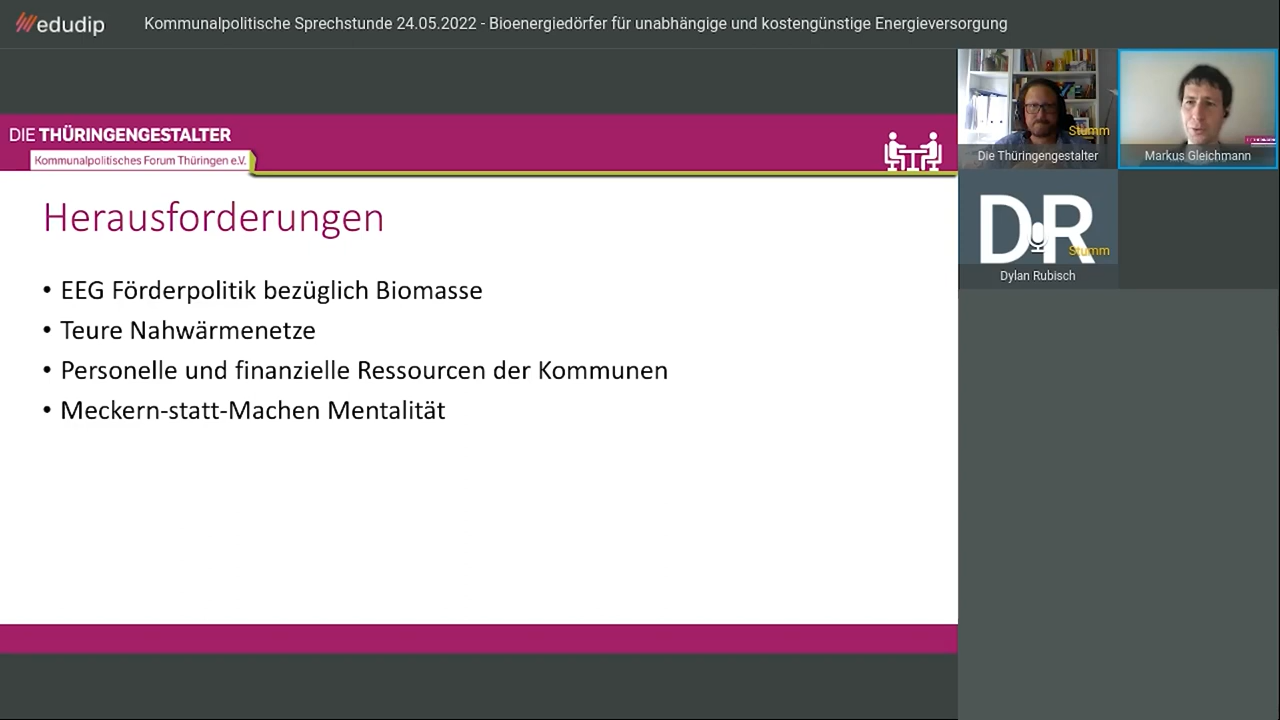 edudip
Kommunalpolitische Sprechstunde 24.05.2022 - Bioenergiedörfer für unabhängige und kostengünstige Energieversorgung
DIE THÜRINGENGESTALTER
Kommunalpolitisches Forum Thüringen e.V.
Herausforderungen
• EEG Förderpolitik bezüglich Biomasse
• Teure Nahwärmenetze
• Personelle und finanzielle Ressourcen der Kommunen
• Meckern-statt-Machen Mentalität
Stumm
Die Thüringengestalter
Markus Gleichmann
DR
Stumm
Dylan Rubisch